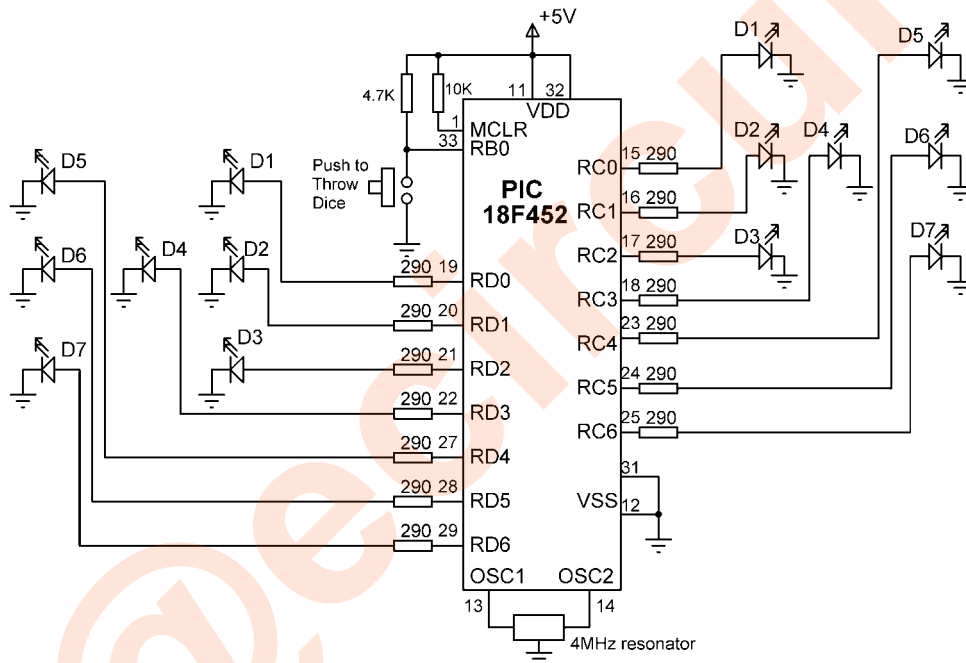 +5V
D1
D5
4.7K
10K
11
32
VDD
1
MCLR
33
RB0
D2
D4
D6
D5
D1
Push to
Throw
Dice
PIC
18F452
RC0
15
290
RC1
16
290
D6
D4
D2
RC2
17
290
D3
D7
290
19
RD0
RC3
18
290
290
20
RD1
RC4
23
290
D7
D3
290
21
RD2
RC5
24
290
290
22
RD3
RC6
25
290
290
27
RD4
31
290
28
RD5
VSS
12
290
29
RD6
OSC1
OSC2
13
14
4MHz resonator
@ecircui